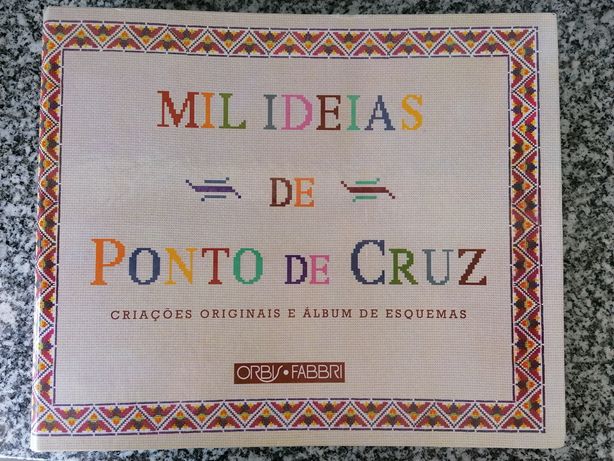 MIL IDEIAS
DE
PONTO DE CRUZ
CRIAÇÕES ORIGINAIS E ÁLBUM DE ESQUEMAS
ORBIS • FABBRI